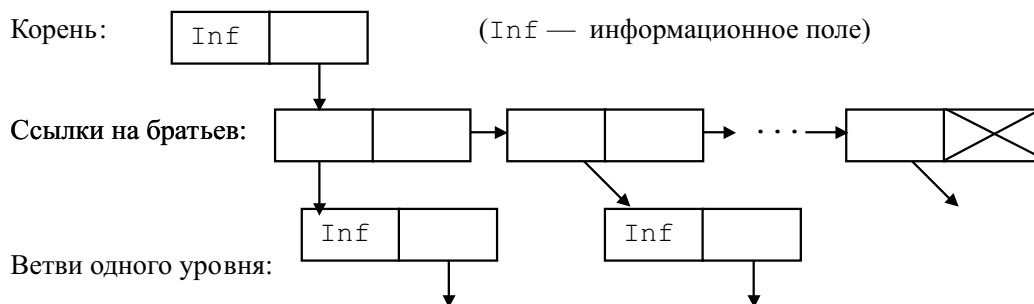 Корень: Inf (Inf — информационное поле)
Ссылки на братьев: · · ·
Inf Inf
Ветви одного уровня: